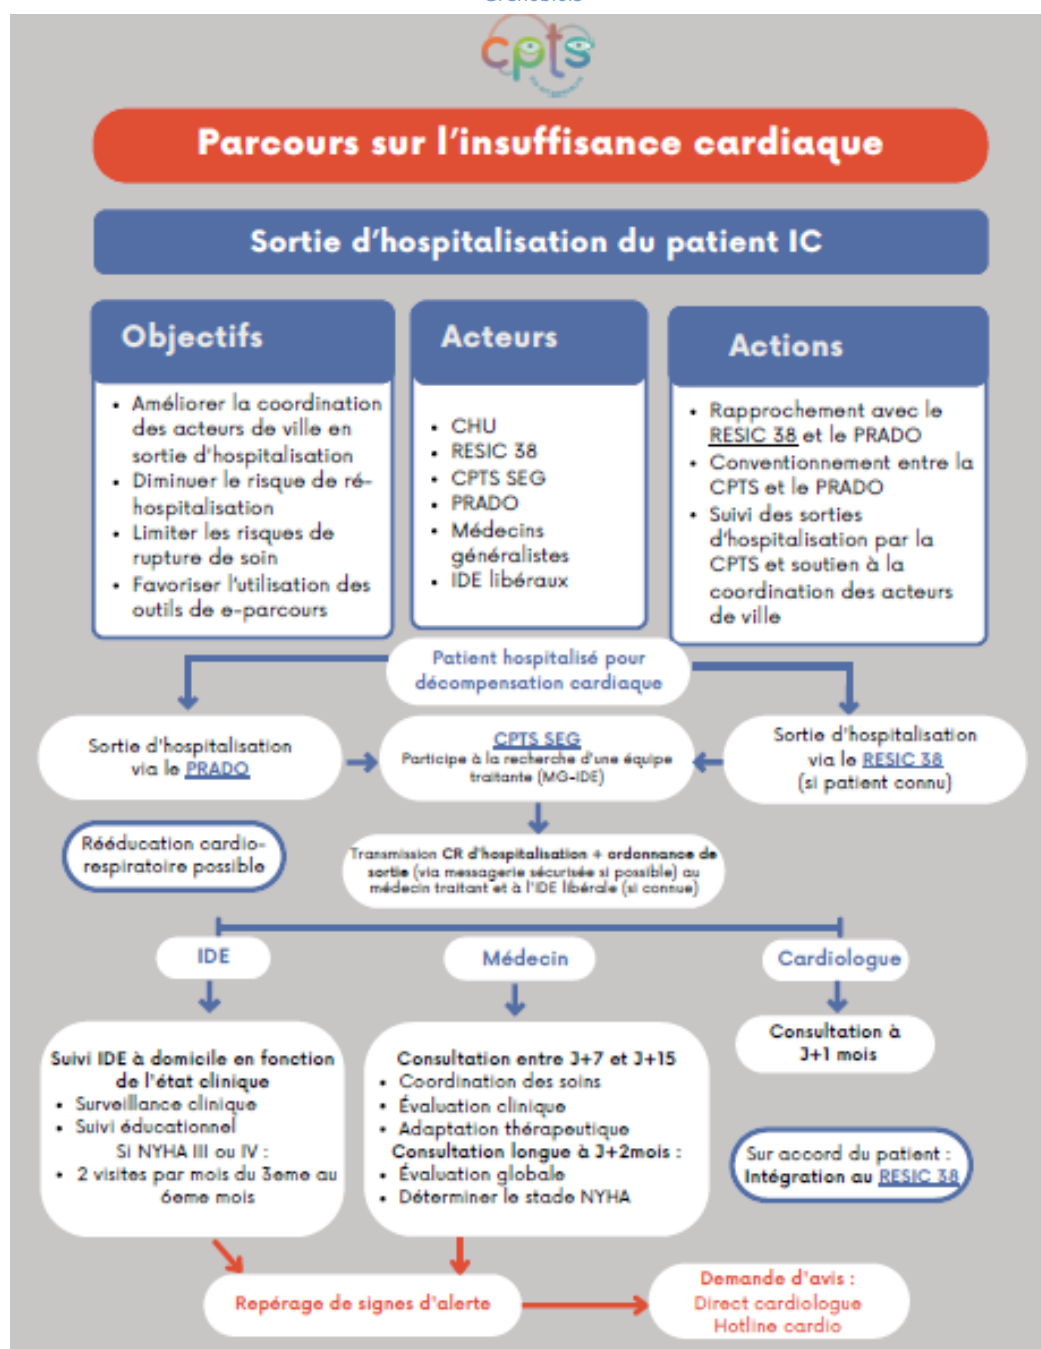 cpts
Parcours sur l'insuffisance cardiaque
Sortie d'hospitalisation du patient IC
Objectifs
• Améliorer la coordination
des acteurs de ville en
sortie d'hospitalisation
• Diminuer le risque de ré-
hospitalisation
• Limiter les risques de
rupture de soin
• Favoriser l'utilisation des
outils de e-parcours
Acteurs
• CHU
• RESIC 38
• CPTS SEG
• PRADO
• Médecins
généralistes
• IDE libéraux
Actions
• Rapprochement avec le
RESIC 38 et le PRADO
• Conventionnement entre la
CPTS et le PRADO
• Suivi des sorties
d'hospitalisation par la
CPTS et soutien à la
coordination des acteurs
de ville
Patient hospitalisé pour
décompensation cardiaque
Sortie d'hospitalisation
via le PRADO
CPTS SEG
Participe à la recherche d'une équipe
traitante (MG-IDE)
Sortie d'hospitalisation
via le RESIC 38
(si patient connu)
Rééducation cardio-
respiratoire possible
Transmission CR d'hospitalisation + ordonnance de
sortie (via messagerie sécurisée si possible) au
médecin traitant et à l'IDE libérale (si connue)
IDE
Médecin
Cardiologue
Suivi IDE à domicile en fonction
de l'état clinique
• Surveillance clinique
• Suivi éducationnel
Si NYHA III ou IV :
• 2 visites par mois du 3eme au
6eme mois
Consultation entre J+7 et J+15
• Coordination des soins
• Évaluation clinique
• Adaptation thérapeutique
Consultation longue à J+2mois :
• Évaluation globale
• Déterminer le stade NYHA
Consultation à
J+1 mois
Sur accord du patient :
Intégration au RESIC 38
Repérage de signes d'alerte
Demande d'avis :
Direct cardiologue
Hotline cardio